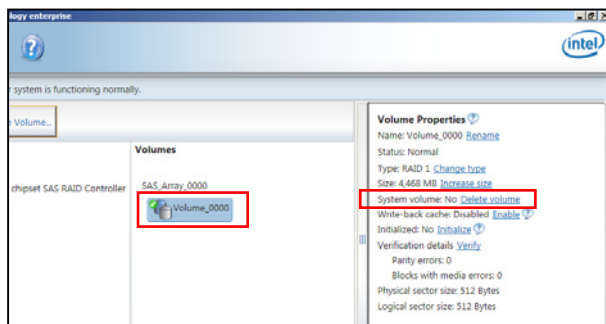 logy enterprise
?
intel
r system is functioning normally.
e Volume...
Volumes
chipset SAS RAID Controller
SAS_Array_0000
Volume_0000
Volume Properties ?
Name: Volume_0000 Rename
Status: Normal
Type: RAID 1 Change type
Size: 4,468 MB Increase size
System volume: No Delete volume
Write-back cache: Disabled Enable ?
Initialized: No Initialize ?
Verification details Verify
Parity errors: 0
Blocks with media errors: 0
Physical sector size: 512 Bytes
Logical sector size: 512 Bytes